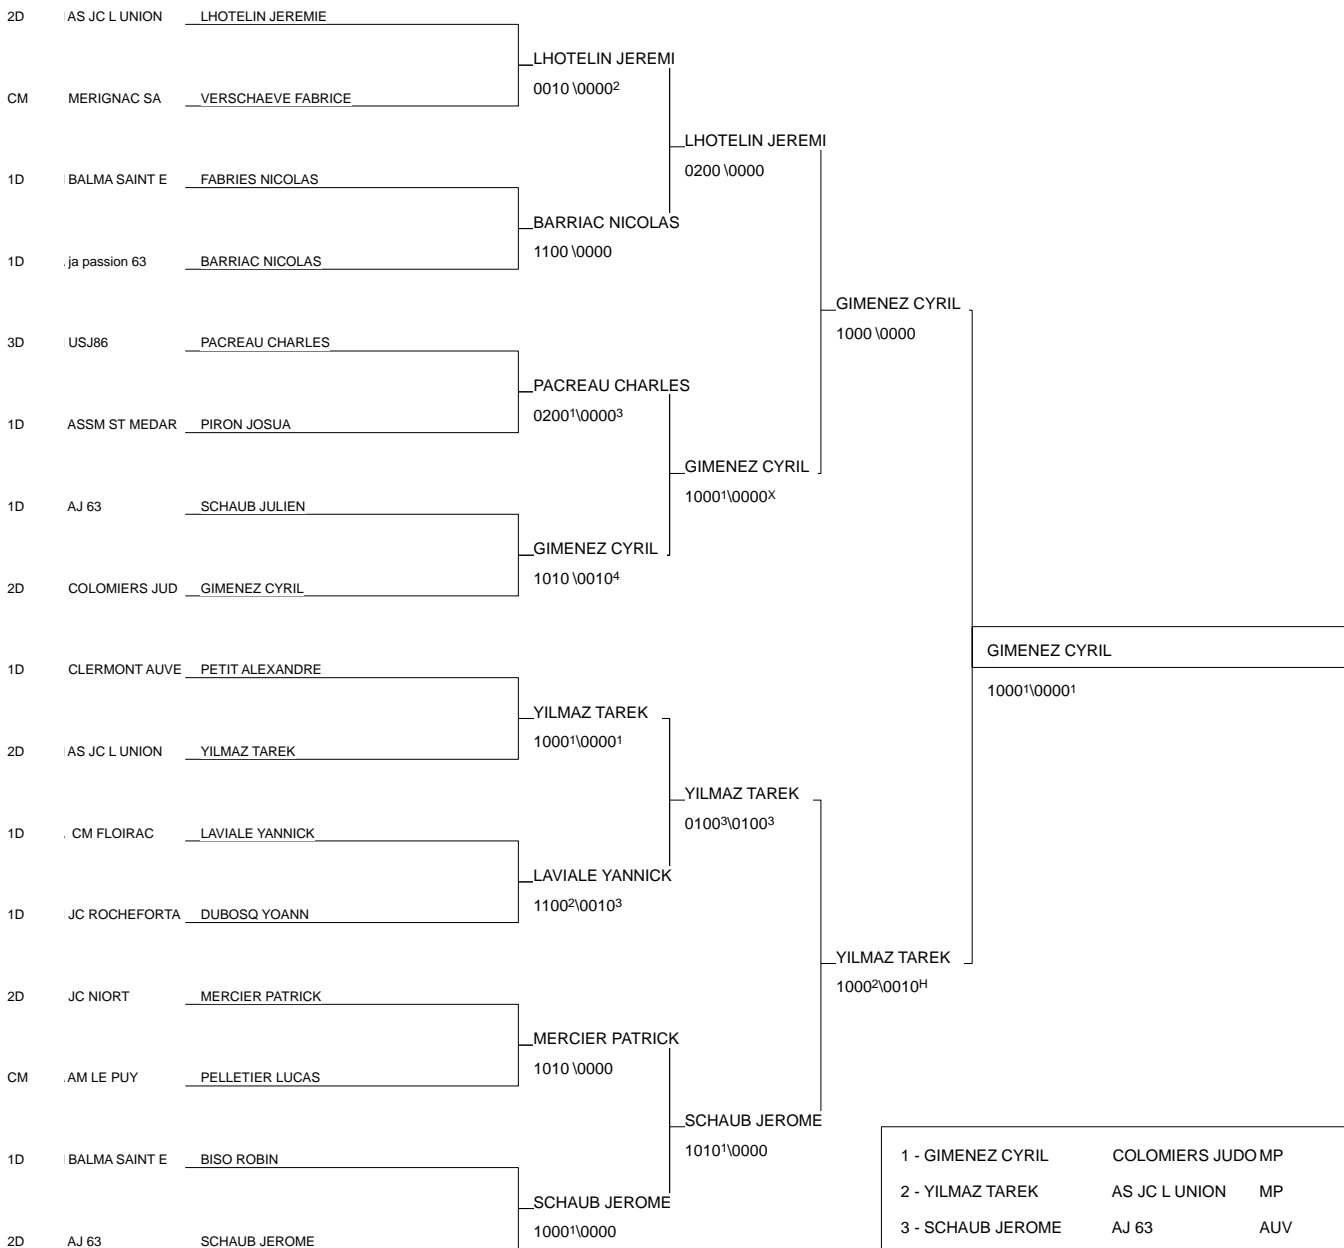 2D AS JC L UNION LHOTELIN JEREMIE
LHOTELIN JEREMI
0010 \0000²
CM MERIGNAC SA VERSCHAEVE FABRICE
LHOTELIN JEREMI
0200 \0000
1D BALMA SAINT E FABRIES NICOLAS
BARRIAC NICOLAS
1100 \0000
1D ja passion 63 BARRIAC NICOLAS
GIMENEZ CYRIL
1000 \0000
3D USJ86 PACREAU CHARLES
PACREAU CHARLES
0200¹\0000³
1D ASSM ST MEDAR PIRON JOSUA
GIMENEZ CYRIL
1000¹\0000ˣ
1D AJ 63 SCHAUB JULIEN
GIMENEZ CYRIL
1010 \0010⁴
2D COLOMIERS JUD GIMENEZ CYRIL
GIMENEZ CYRIL
1000¹\0000¹
1D CLERMONT AUVE PETIT ALEXANDRE
YILMAZ TAREK
1000¹\0000¹
2D AS JC L UNION YILMAZ TAREK
YILMAZ TAREK
0100³\0100³
1D CM FLOIRAC LAVIALE YANNICK
LAVIALE YANNICK
1100²\0010³
1D JC ROCHEFORTA DUBOSQ YOANN
YILMAZ TAREK
1000²\0010ᴴ
2D JC NIORT MERCIER PATRICK
MERCIER PATRICK
1010 \0000
CM AM LE PUY PELLETIER LUCAS
SCHAUB JEROME
1010¹\0000
1D BALMA SAINT E BISO ROBIN
SCHAUB JEROME
1000¹\0000
2D AJ 63 SCHAUB JEROME
1 - GIMENEZ CYRIL COLOMIERS JUDO MP
2 - YILMAZ TAREK AS JC L UNION MP
3 - SCHAUB JEROME AJ 63 AUV